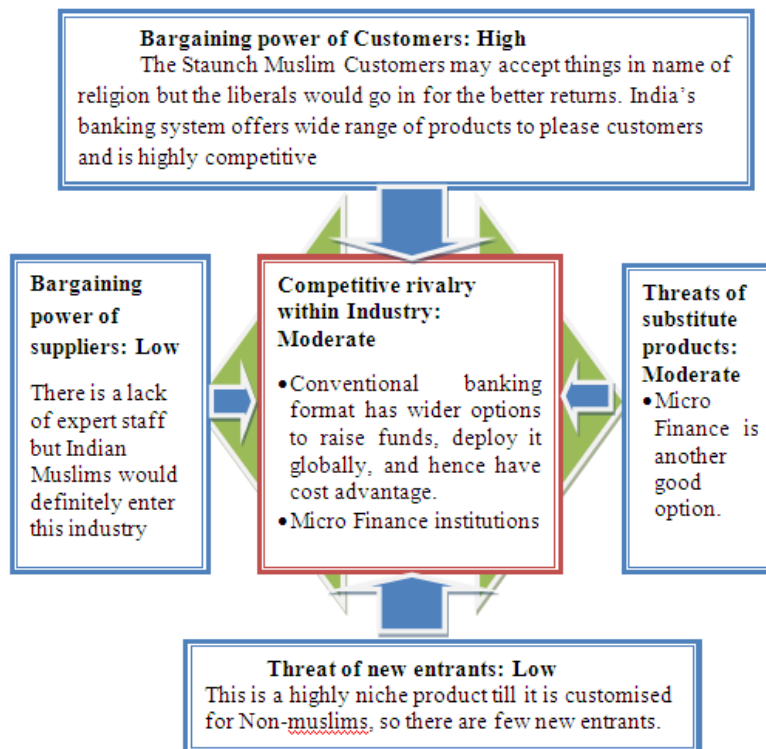 Bargaining power of Customers: High
The Staunch Muslim Customers may accept things in name of
religion but the liberals would go in for the better returns. India's
banking system offers wide range of products to please customers
and is highly competitive
Bargaining
power of
suppliers: Low
There is a lack
of expert staff
but Indian
Muslims would
definitely enter
this industry
Competitive rivalry
within Industry:
Moderate
•Conventional banking
format has wider options
to raise funds, deploy it
globally, and hence have
cost advantage.
•Micro Finance institutions
Threats of
substitute
products:
Moderate
•Micro
Finance is
another
good
option.
Threat of new entrants: Low
This is a highly niche product till it is customised
for Non-muslims, so there are few new entrants.